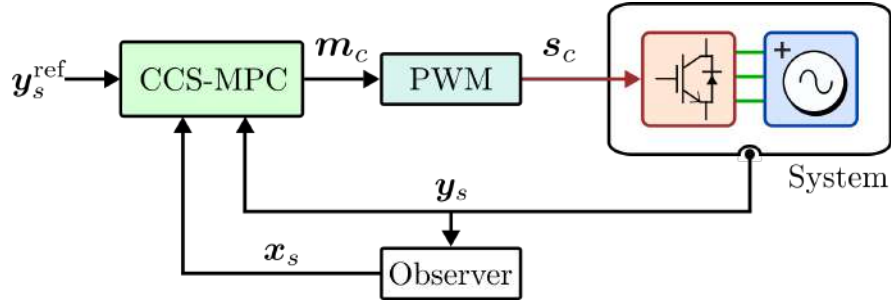 y_s^ref
CCS-MPC
m_c
PWM
s_c
+
System
y_s
x_s
Observer